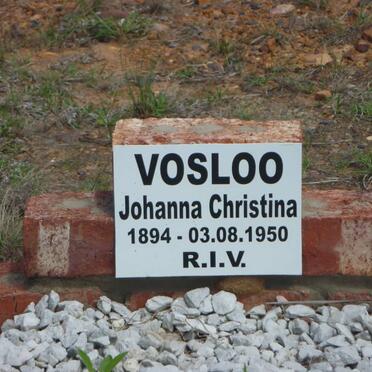 VOSLOO
Johanna Christina
1894 - 03.08.1950
R.I.V.